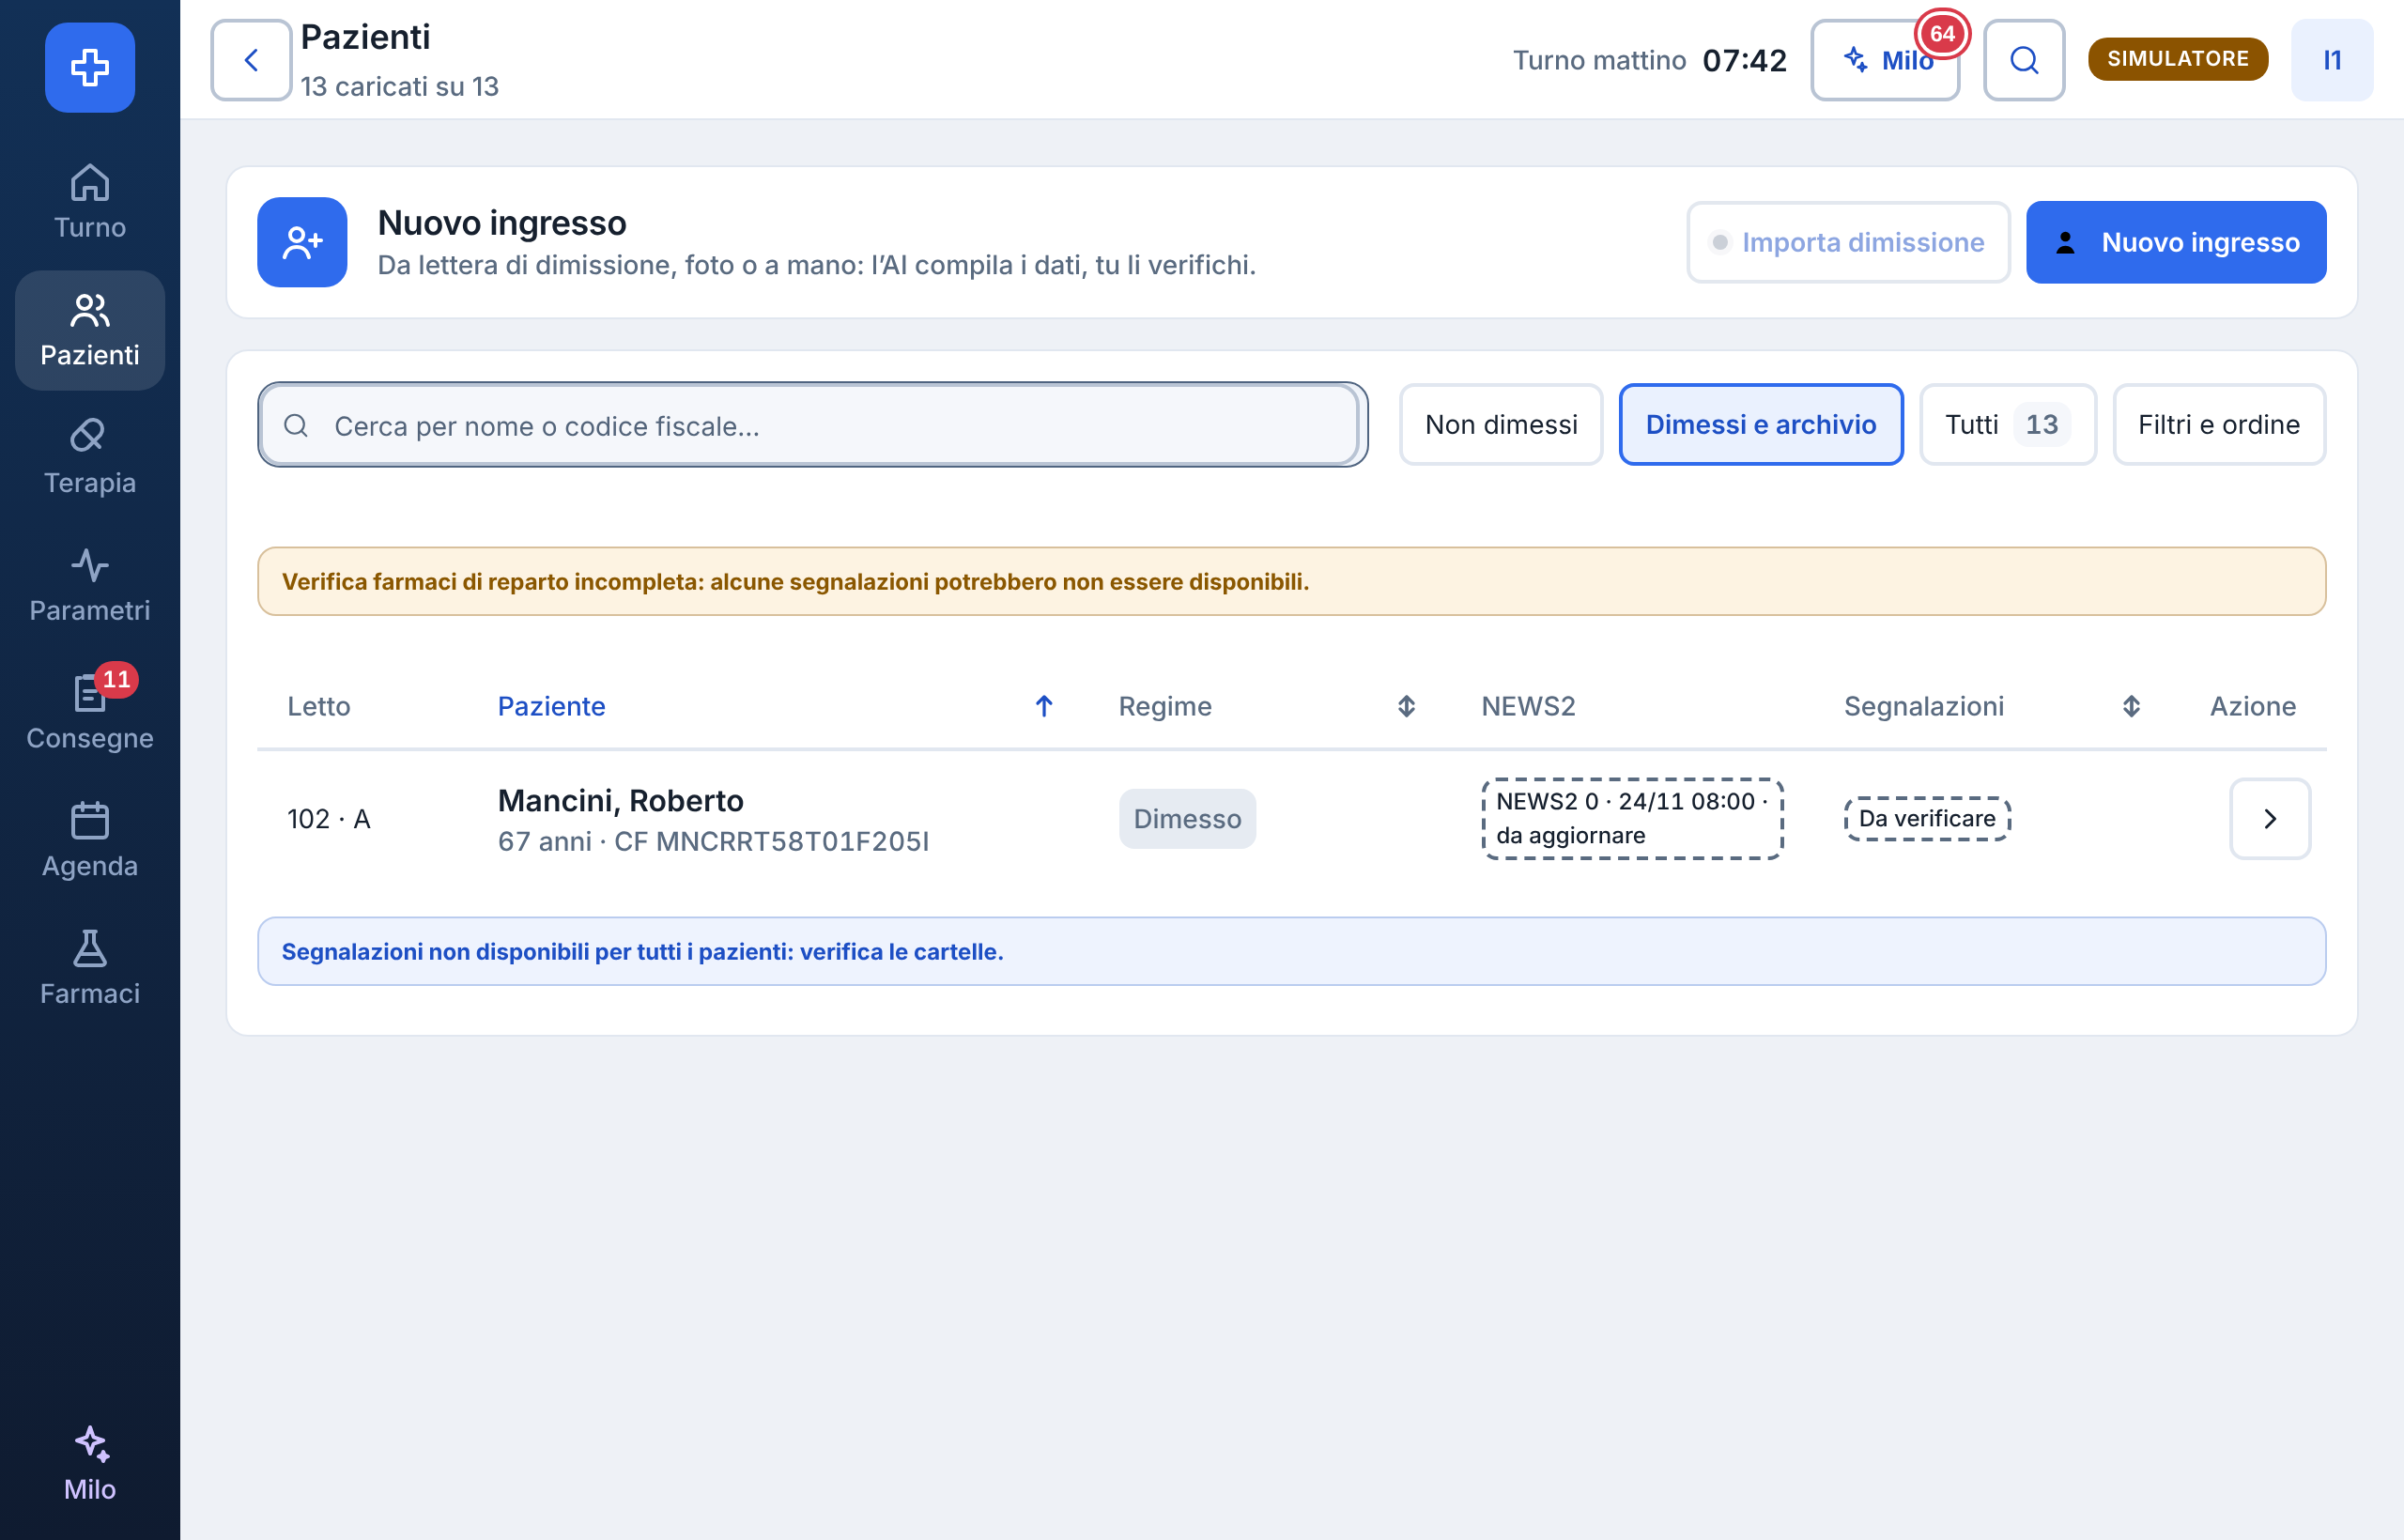 Pazienti
13 caricati su 13
Turno mattino 07:42
Milo
64
SIMULATORE
I1
Turno
Pazienti
Terapia
Parametri
11
Consegne
Agenda
Farmaci
Milo
Nuovo ingresso
Da lettera di dimissione, foto o a mano: l’AI compila i dati, tu li verifichi.
Importa dimissione
Nuovo ingresso
Cerca per nome o codice fiscale...
Non dimessi
Dimessi e archivio
Tutti 13
Filtri e ordine
Verifica farmaci di reparto incompleta: alcune segnalazioni potrebbero non essere disponibili.
Letto Paziente Regime NEWS2 Segnalazioni Azione
102 · A
Mancini, Roberto
67 anni · CF MNCRRT58T01F205I
Dimesso
NEWS2 0 · 24/11 08:00 ·
da aggiornare
Da verificare
Segnalazioni non disponibili per tutti i pazienti: verifica le cartelle.